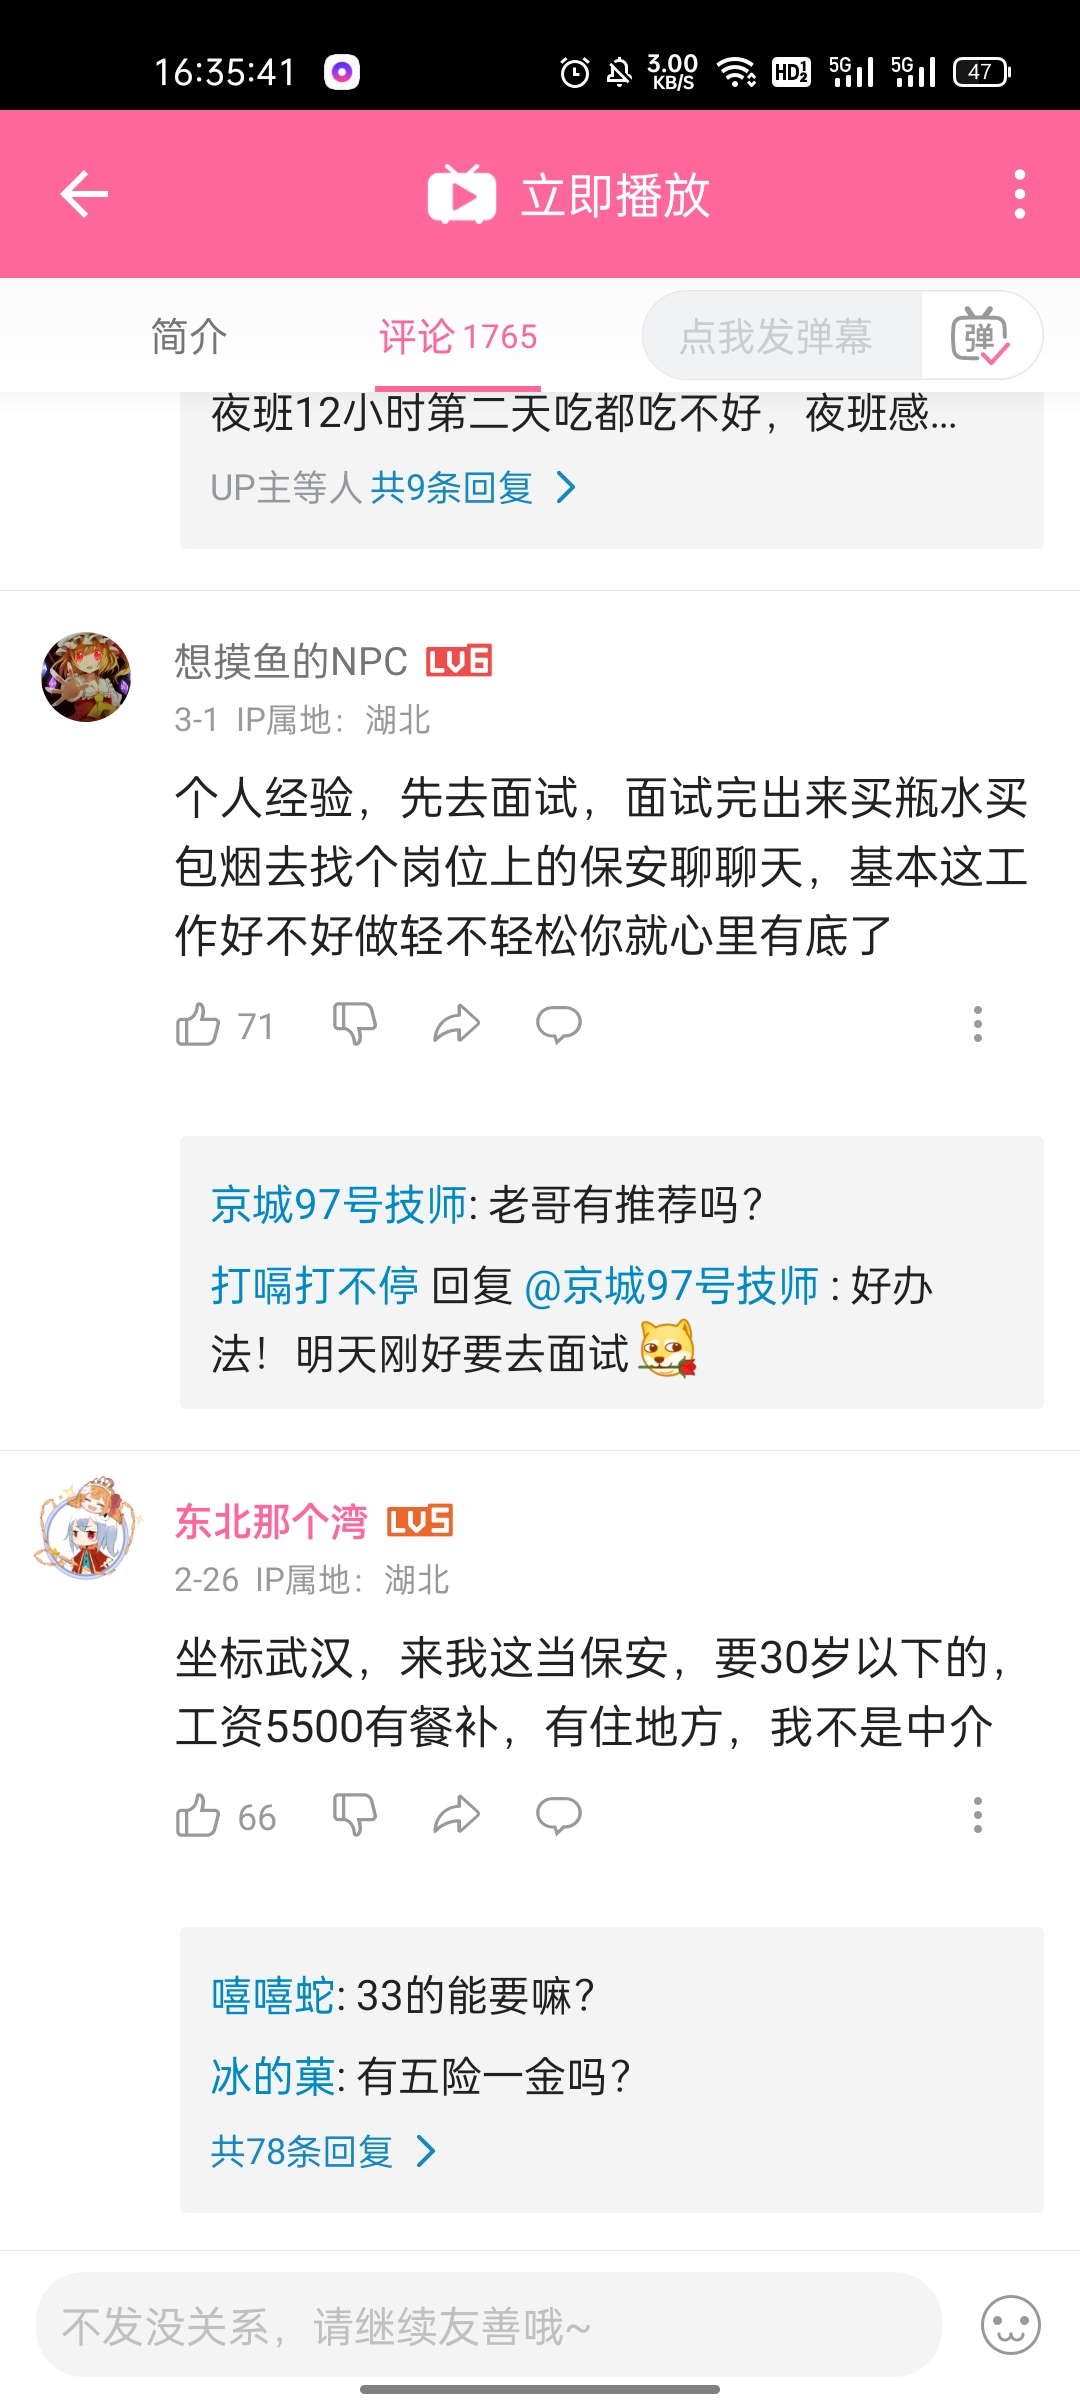 16:35:41
3.00
KB/S
HD
1
2
5G
5G
47
立即播放
简介
评论 1765
点我发弹幕
弹
夜班12小时第二天吃都吃不好，夜班感...
UP主等人 共9条回复
想摸鱼的NPC LV6
3-1 IP属地：湖北
个人经验，先去面试，面试完出来买瓶水买
包烟去找个岗位上的保安聊聊天，基本这工
作好不好做轻不轻松你就心里有底了
71
京城97号技师: 老哥有推荐吗？
打嗝打不停 回复 @京城97号技师 : 好办
法！明天刚好要去面试
东北那个湾 LV5
2-26 IP属地：湖北
坐标武汉，来我这当保安，要30岁以下的，
工资5500有餐补，有住地方，我不是中介
66
嘻嘻蛇: 33的能要嘛？
冰的菓: 有五险一金吗？
共78条回复
不发没关系，请继续友善哦~